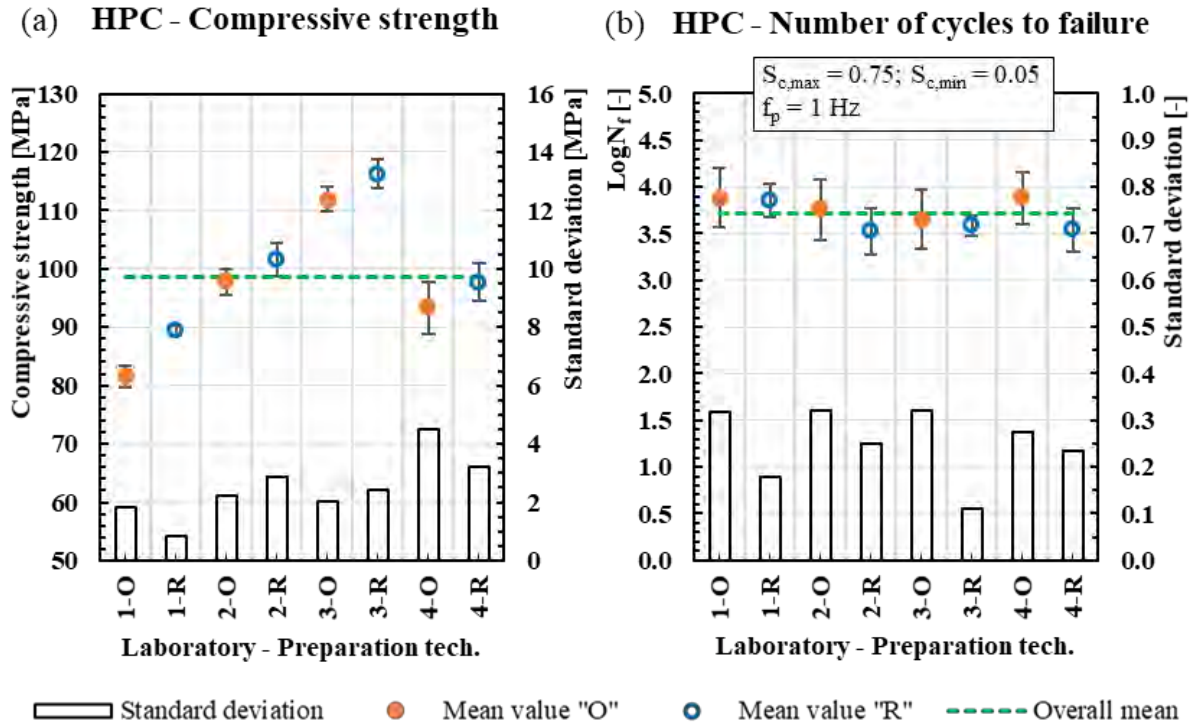 (a) HPC - Compressive strength
130
120
110
100
90
80
70
60
50
Compressive strength [MPa]
16
14
12
10
8
6
4
2
0
Standard deviation [MPa]
1-O
1-R
2-O
2-R
3-O
3-R
4-O
4-R
Laboratory - Preparation tech.
(b) HPC - Number of cycles to failure
Sc,max = 0.75; Sc,min = 0.05
fp = 1 Hz
5.0
4.5
4.0
3.5
3.0
2.5
2.0
1.5
1.0
0.5
0.0
LogNf [-]
1.0
0.9
0.8
0.7
0.6
0.5
0.4
0.3
0.2
0.1
0.0
Standard deviation [-]
1-O
1-R
2-O
2-R
3-O
3-R
4-O
4-R
Laboratory - Preparation tech.
Standard deviation
Mean value "O"
Mean value "R"
Overall mean